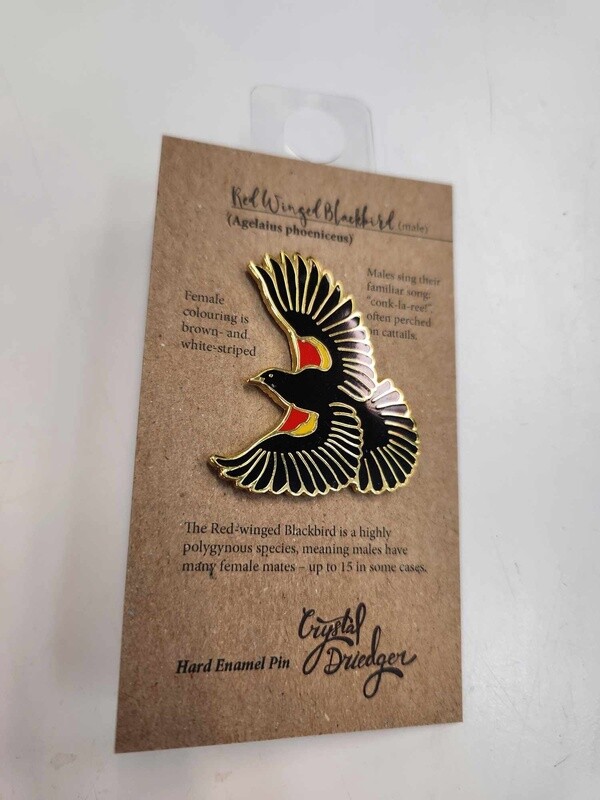 Red Winged Blackbird (male)
(Agelaius phoeniceus)
Males sing their
familiar song:
"conk-la-ree!",
often perched
on cattails.
Female
colouring is
brown- and
white-striped
The Red-winged Blackbird is a highly
polygynous species, meaning males have
many female mates – up to 15 in some cases.
Hard Enamel Pin
Crystal
Driedger